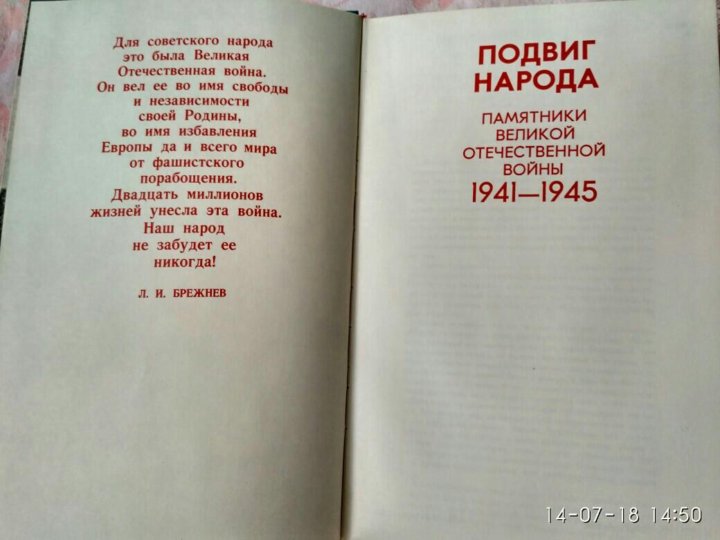 Для советского народа
это была Великая
Отечественная война.
Он вел ее во имя свободы
и независимости
своей Родины,
во имя избавления
Европы да и всего мира
от фашистского
порабощения.
Двадцать миллионов
жизней унесла эта война.
Наш народ
не забудет ее
никогда!
Л. И. БРЕЖНЕВ
ПОДВИГ
НАРОДА
ПАМЯТНИКИ
ВЕЛИКОЙ
ОТЕЧЕСТВЕННОЙ
ВОЙНЫ
1941—1945
14-07-18 14:50